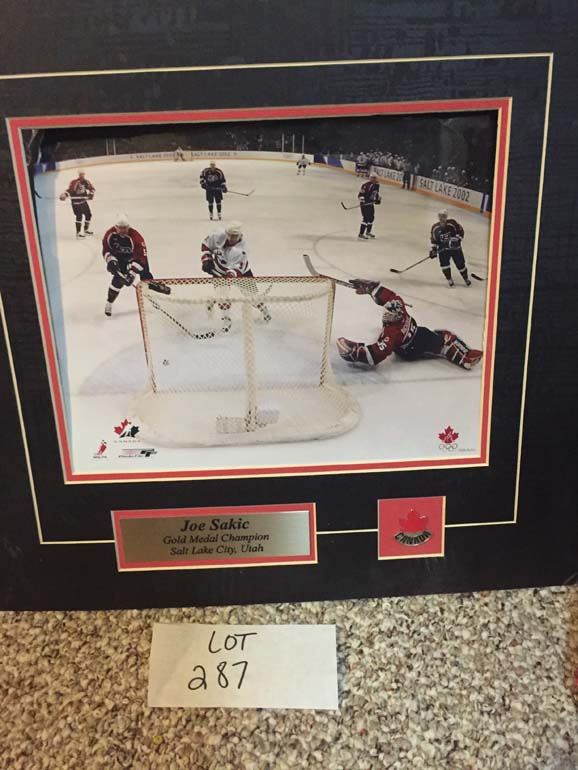 SALT LAKE 2002
SALT LAKE 2002
SALT LAKE 2002
CANADA
Joe Sakic
Gold Medal Champion
Salt Lake City, Utah
CANADA
LOT
287